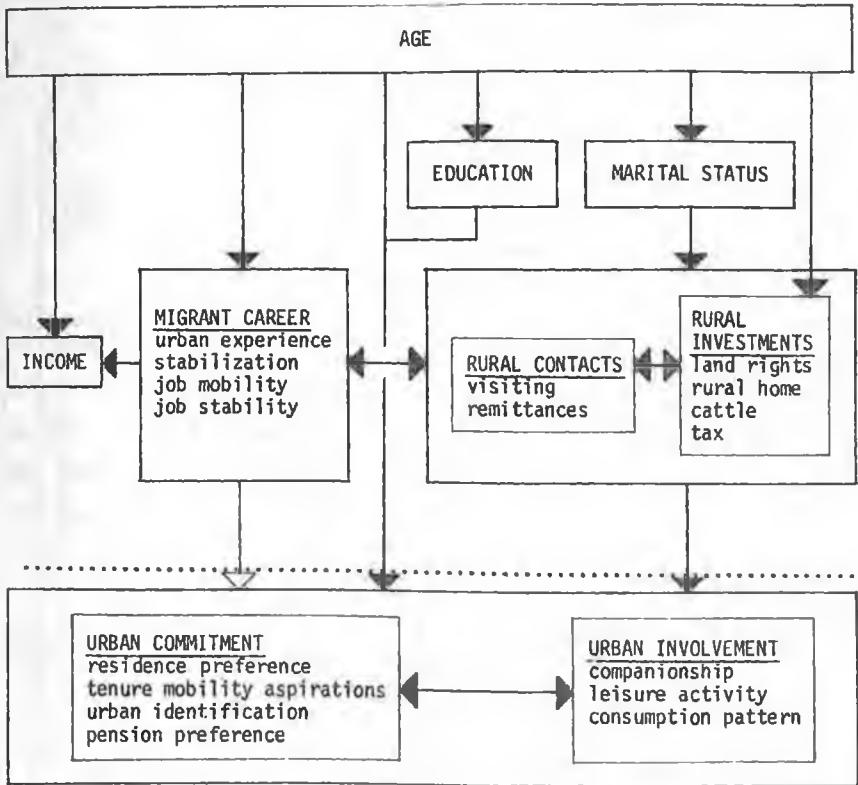 AGE
EDUCATION
MARITAL STATUS
MIGRANT CAREER
urban experience
stabilization
job mobility
job stability
INCOME
RURAL CONTACTS
visiting
remittances
RURAL
INVESTMENTS
land rights
rural home
cattle
tax
URBAN COMMITMENT
residence preference
tenure mobility aspirations
urban identification
pension preference
URBAN INVOLVEMENT
companionship
leisure activity
consumption pattern